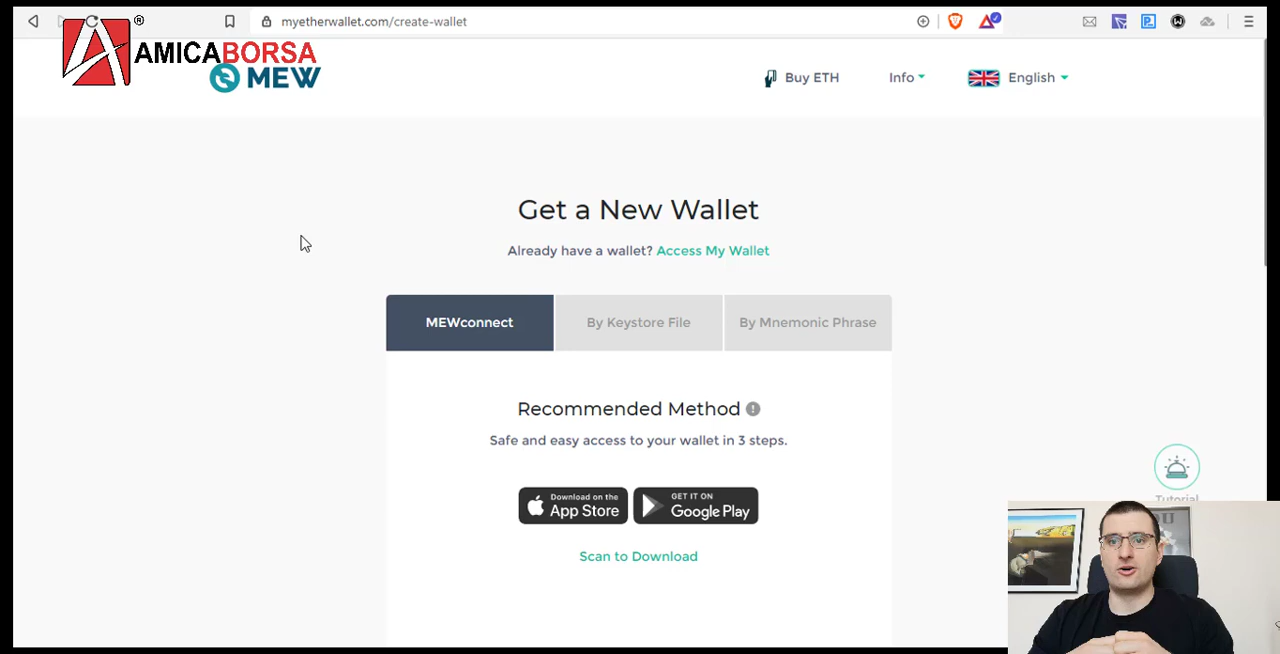 myetherwallet.com/create-wallet
AMICABORSA®
MEW
Buy ETH
Info
English
Get a New Wallet
Already have a wallet? Access My Wallet
MEWconnect
By Keystore File
By Mnemonic Phrase
Recommended Method
Safe and easy access to your wallet in 3 steps.
Download on the
App Store
GET IT ON
Google Play
Scan to Download
Tutorial